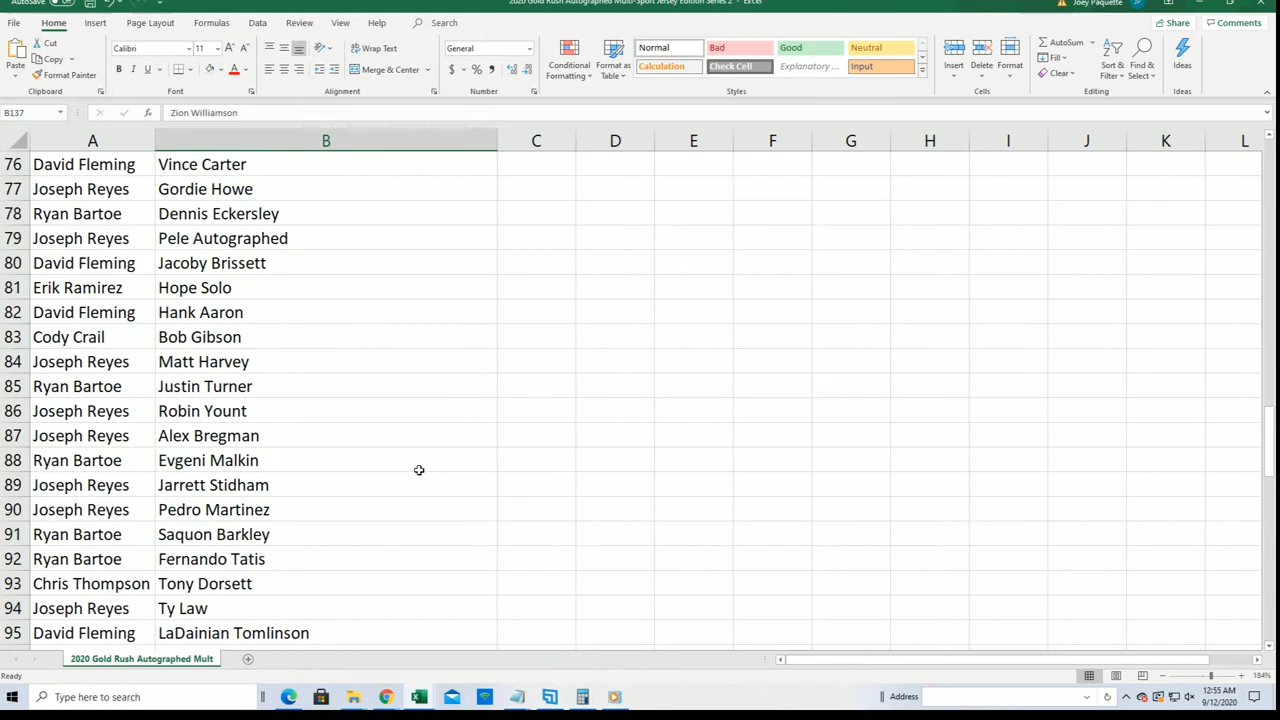 AutoSave
2020 Gold Rush Autographed Multi-Sport Jersey Edition Series 2 - Excel
Joey Paquette
File Home Insert Page Layout Formulas Data Review View Help Search Share Comments
Paste Cut Copy Format Painter
Calibri 11 A A
B I U A
Wrap Text
Merge & Center
General
$ % ,
Conditional Formatting Format as Table
Normal Bad Good Neutral
Calculation Check Cell Explanatory ... Input
Insert Delete Format
AutoSum Fill Clear
Sort & Filter Find & Select
Ideas
Clipboard Font Alignment Number Styles Cells Editing Ideas
B137 fx Zion Williamson
A B C D E F G H I J K L
76 David Fleming Vince Carter
77 Joseph Reyes Gordie Howe
78 Ryan Bartoe Dennis Eckersley
79 Joseph Reyes Pele Autographed
80 David Fleming Jacoby Brissett
81 Erik Ramirez Hope Solo
82 David Fleming Hank Aaron
83 Cody Crail Bob Gibson
84 Joseph Reyes Matt Harvey
85 Ryan Bartoe Justin Turner
86 Joseph Reyes Robin Yount
87 Joseph Reyes Alex Bregman
88 Ryan Bartoe Evgeni Malkin
89 Joseph Reyes Jarrett Stidham
90 Joseph Reyes Pedro Martinez
91 Ryan Bartoe Saquon Barkley
92 Ryan Bartoe Fernando Tatis
93 Chris Thompson Tony Dorsett
94 Joseph Reyes Ty Law
95 David Fleming LaDainian Tomlinson
2020 Gold Rush Autographed Mult
Ready 184%
Type here to search Address 12:55 AM
9/12/2020